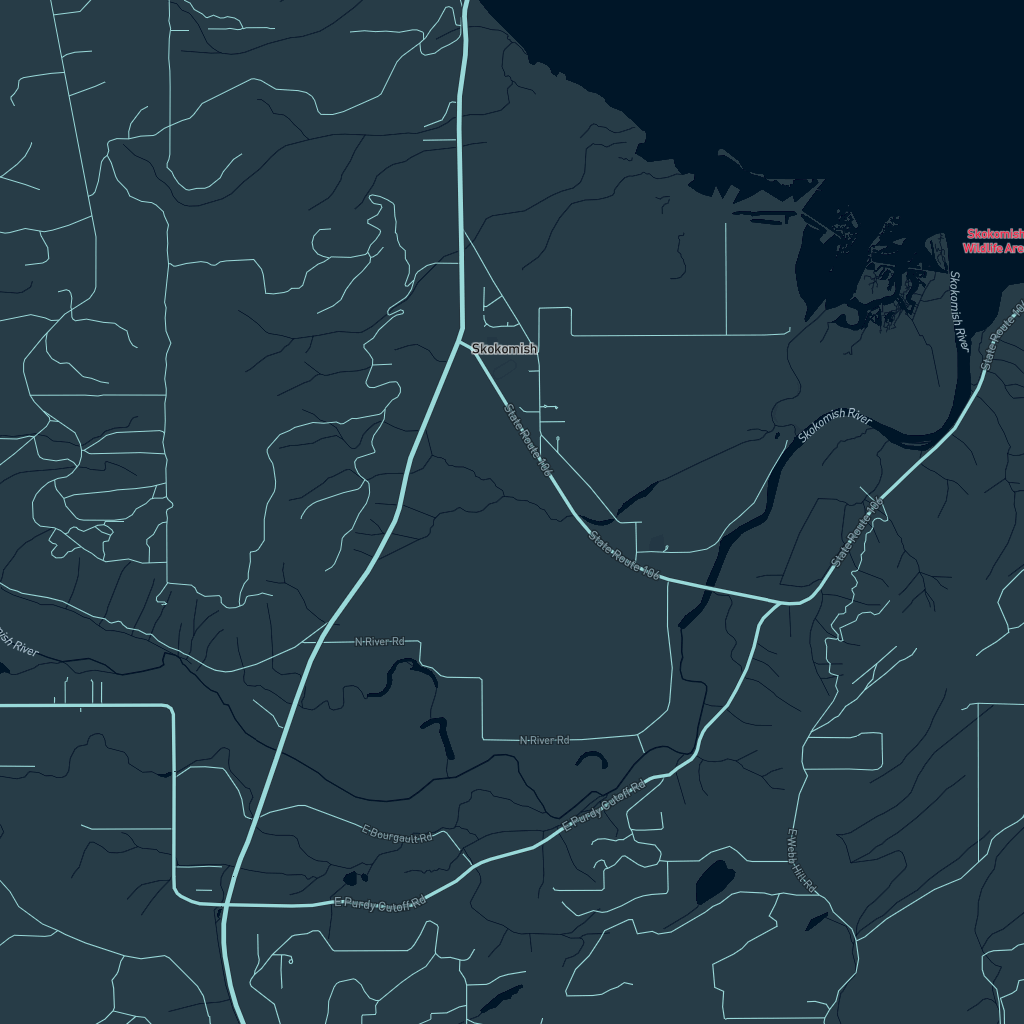 Skokomish
Wildlife Are
Skokomish River
State Route 106
Skokomish
Skokomish River
State Route 106
State Route 106
State Route 106
ish River
N River Rd
N River Rd
E Purdy Cutoff Rd
E Bourgault Rd
E Webb Hill Rd
E Purdy Cutoff Rd